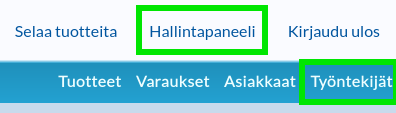 Selaa tuotteita Hallintapaneeli Kirjaudu ulos
Tuotteet Varaukset Asiakkaat Työntekijät